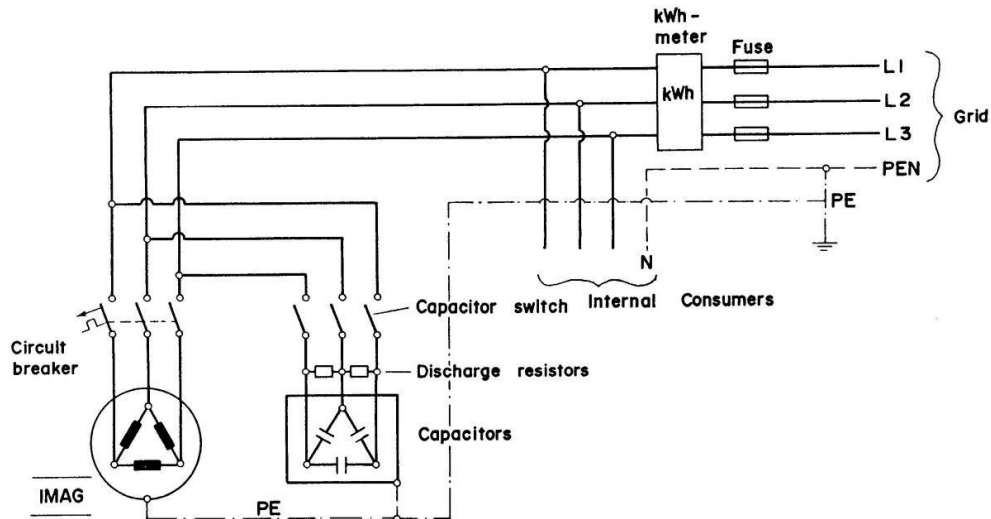 kWh-
meter
Fuse
kWh
L1
L2
L3
PEN
Grid
PE
N
Internal Consumers
Capacitor switch
Circuit
breaker
Discharge resistors
Capacitors
IMAG
PE